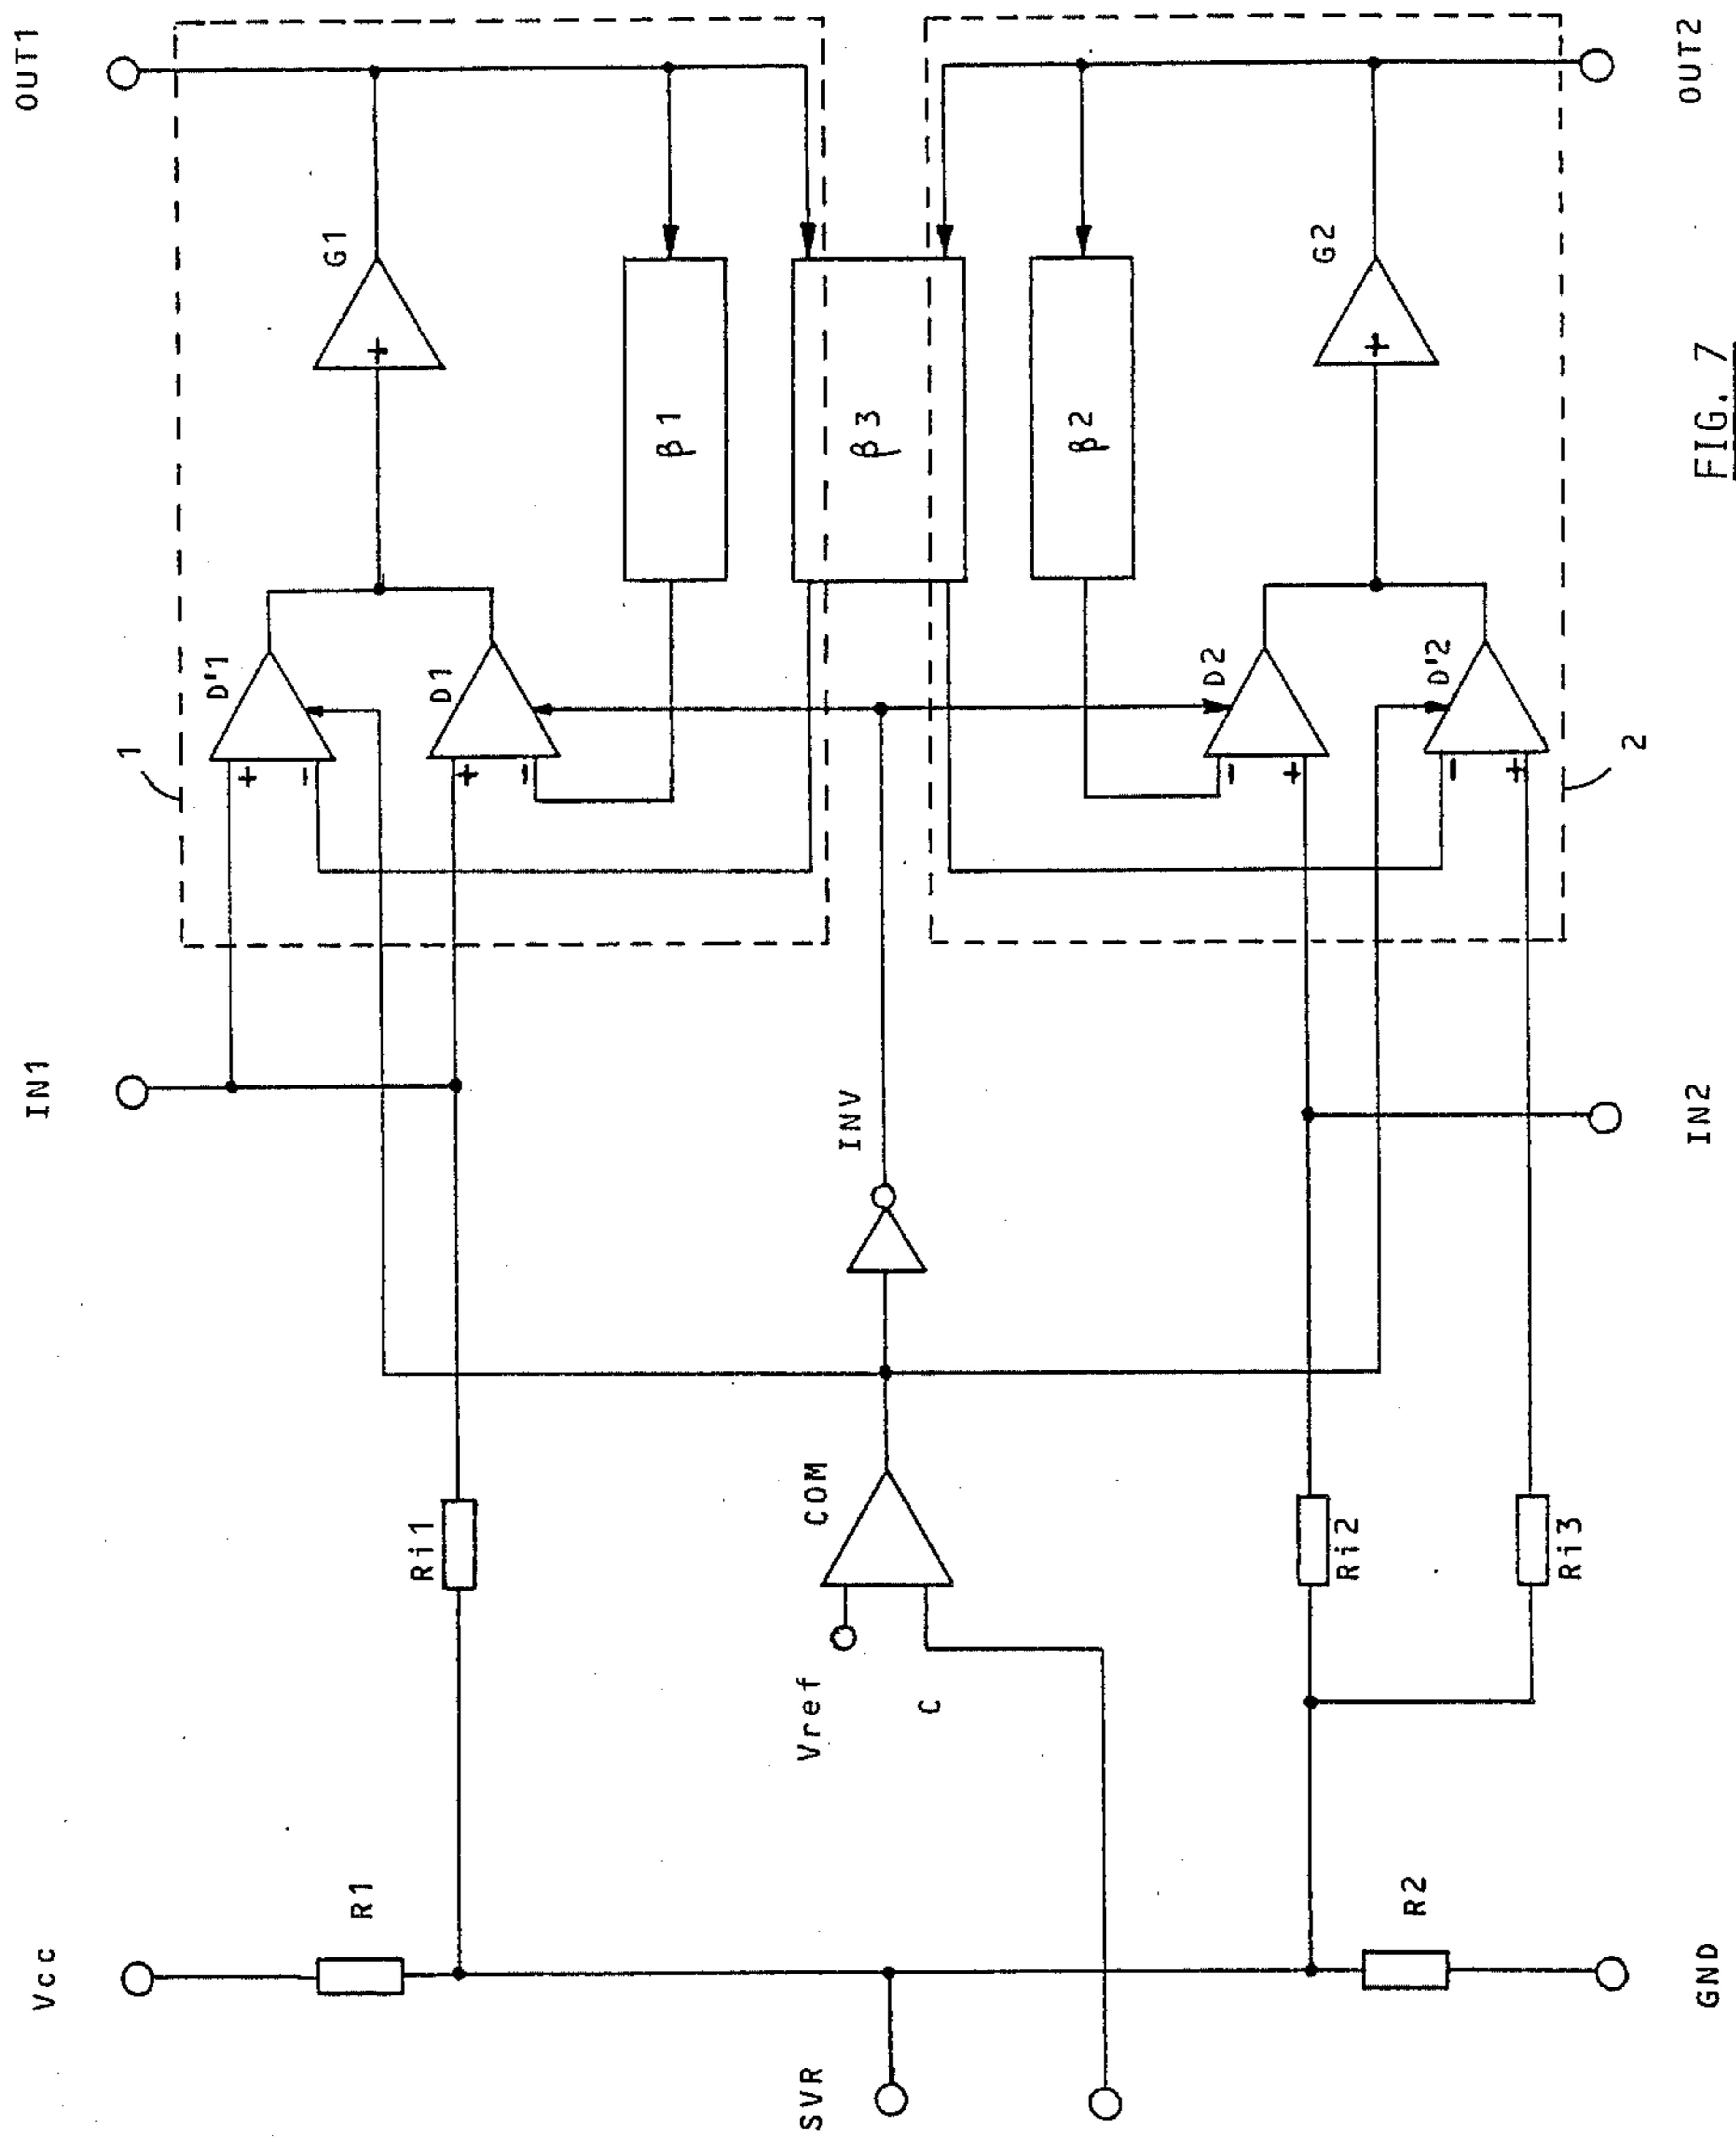 Vcc
IN1
OUT1
R1
Ri1
1
D'1
+
-
G1
+
D1
+
-
β1
SVR
Vref
COM
INV
β3
C
β2
D2
-
+
G2
+
D'2
-
+
Ri2
Ri3
R2
2
GND
IN2
OUT2
FIG. 7